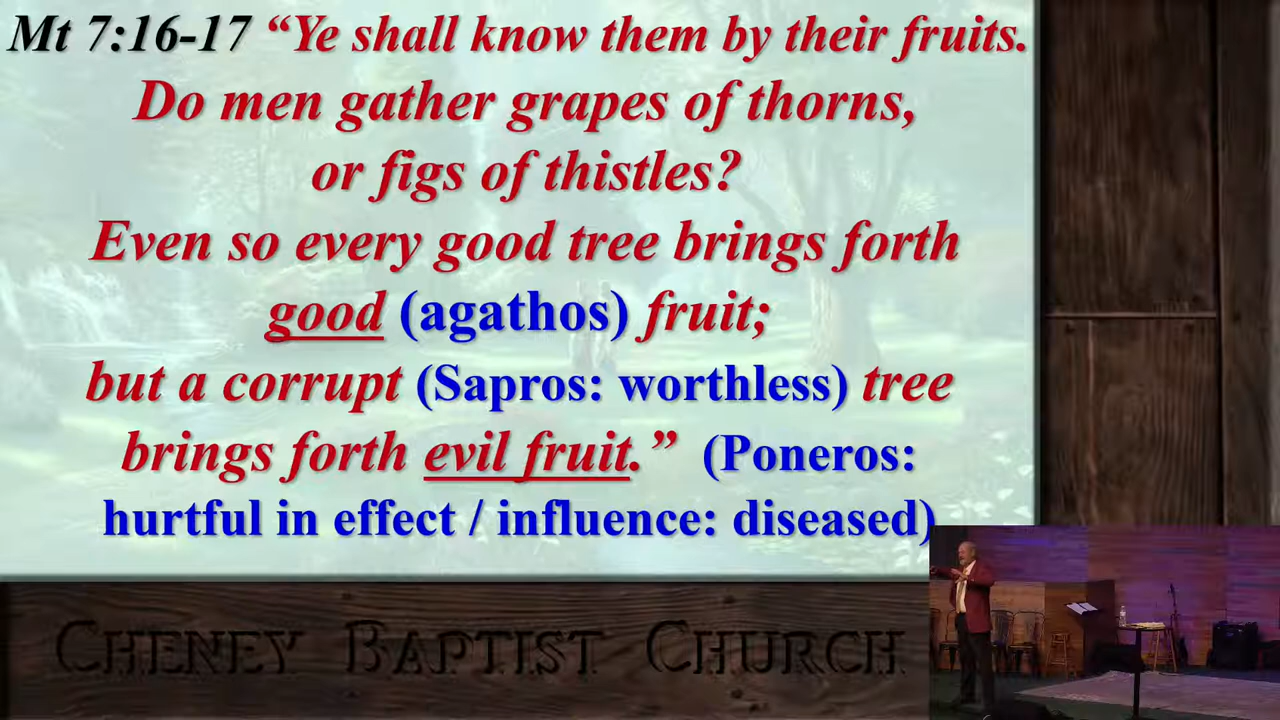 Mt 7:16-17 “Ye shall know them by their fruits.
Do men gather grapes of thorns,
or figs of thistles?
Even so every good tree brings forth
good (agathos) fruit;
but a corrupt (Sapros: worthless) tree
brings forth evil fruit.” (Poneros:
hurtful in effect / influence: diseased)
CHENEY BAPTIST CHURCH